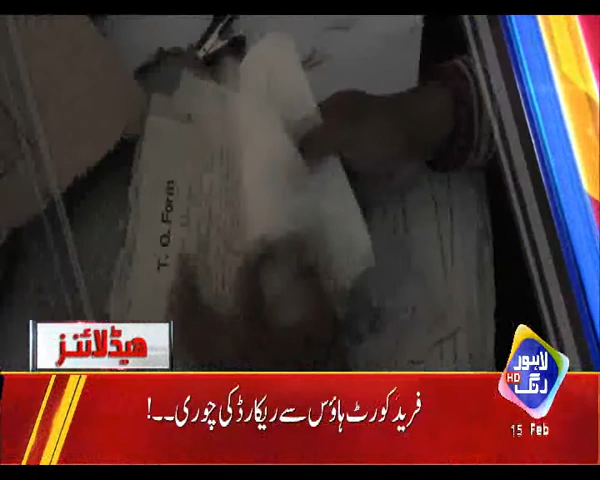 T. O. Form
ہیڈلائنز
فرید کورٹ ہاؤس سے ریکارڈ کی چوری۔۔!
لاہور
رنگ
HD
15 Feb